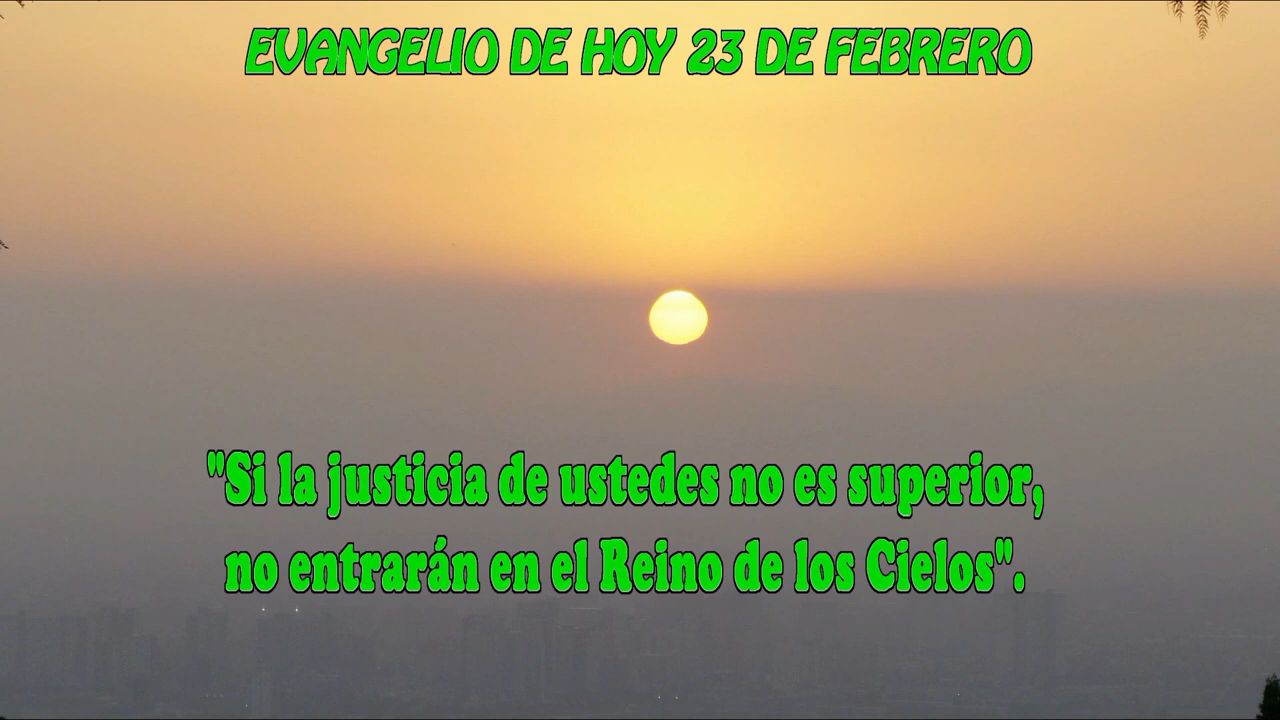 EVANGELIO DE HOY 23 DE FEBRERO
"Si la justicia de ustedes no es superior,
no entrarán en el Reino de los Cielos".